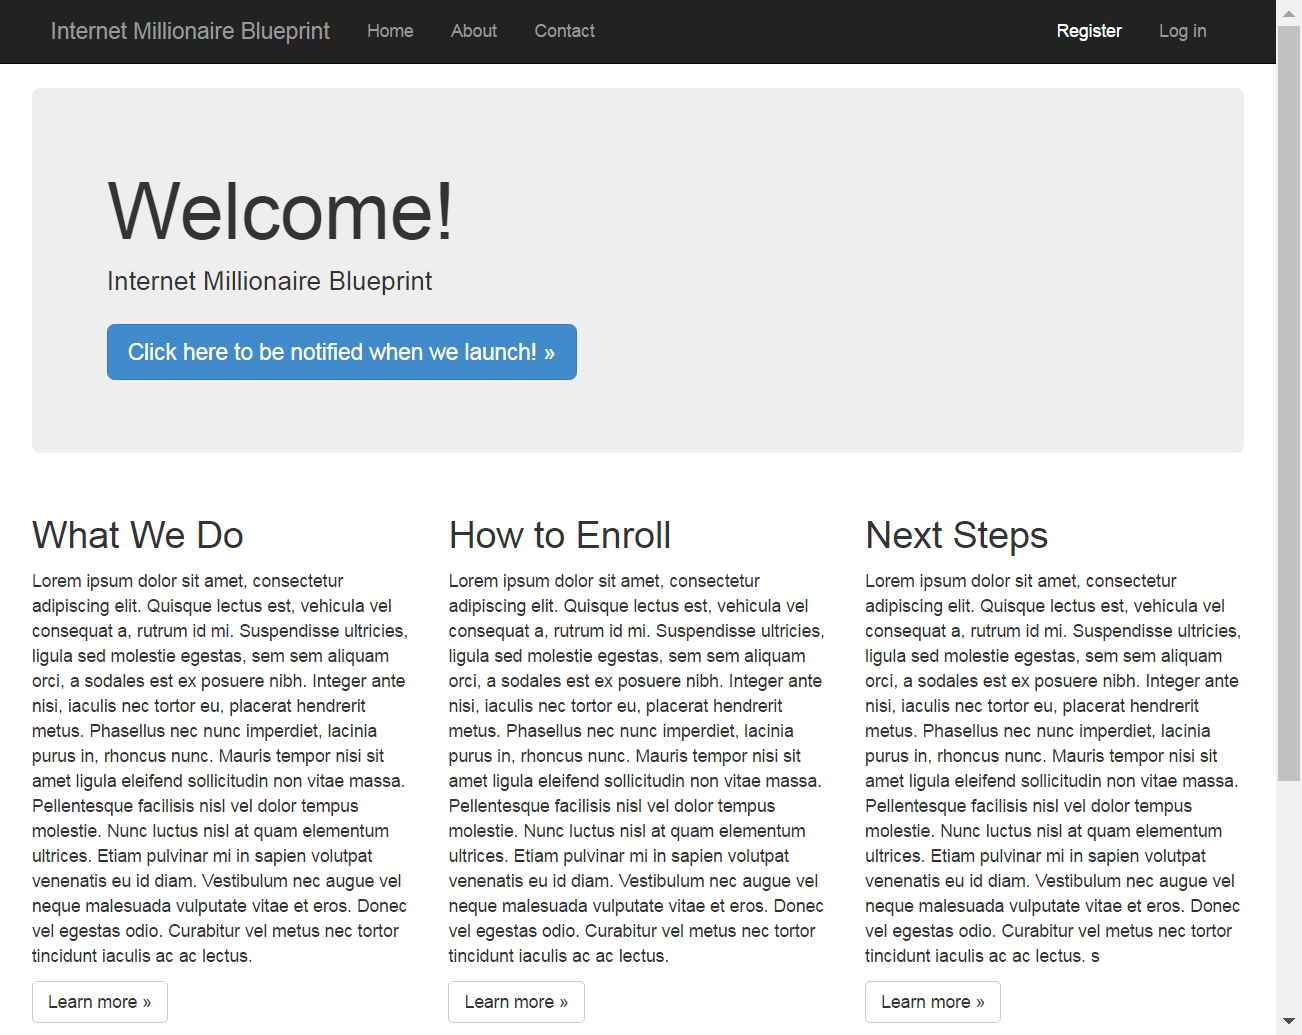 Internet Millionaire Blueprint Home About Contact Register Log in
Welcome!
Internet Millionaire Blueprint
Click here to be notified when we launch! »
What We Do
Lorem ipsum dolor sit amet, consectetur
adipiscing elit. Quisque lectus est, vehicula vel
consequat a, rutrum id mi. Suspendisse ultricies,
ligula sed molestie egestas, sem sem aliquam
orci, a sodales est ex posuere nibh. Integer ante
nisi, iaculis nec tortor eu, placerat hendrerit
metus. Phasellus nec nunc imperdiet, lacinia
purus in, rhoncus nunc. Mauris tempor nisi sit
amet ligula eleifend sollicitudin non vitae massa.
Pellentesque facilisis nisl vel dolor tempus
molestie. Nunc luctus nisl at quam elementum
ultrices. Etiam pulvinar mi in sapien volutpat
venenatis eu id diam. Vestibulum nec augue vel
neque malesuada vulputate vitae et eros. Donec
vel egestas odio. Curabitur vel metus nec tortor
tincidunt iaculis ac ac lectus.
Learn more »
How to Enroll
Lorem ipsum dolor sit amet, consectetur
adipiscing elit. Quisque lectus est, vehicula vel
consequat a, rutrum id mi. Suspendisse ultricies,
ligula sed molestie egestas, sem sem aliquam
orci, a sodales est ex posuere nibh. Integer ante
nisi, iaculis nec tortor eu, placerat hendrerit
metus. Phasellus nec nunc imperdiet, lacinia
purus in, rhoncus nunc. Mauris tempor nisi sit
amet ligula eleifend sollicitudin non vitae massa.
Pellentesque facilisis nisl vel dolor tempus
molestie. Nunc luctus nisl at quam elementum
ultrices. Etiam pulvinar mi in sapien volutpat
venenatis eu id diam. Vestibulum nec augue vel
neque malesuada vulputate vitae et eros. Donec
vel egestas odio. Curabitur vel metus nec tortor
tincidunt iaculis ac ac lectus.
Learn more »
Next Steps
Lorem ipsum dolor sit amet, consectetur
adipiscing elit. Quisque lectus est, vehicula vel
consequat a, rutrum id mi. Suspendisse ultricies,
ligula sed molestie egestas, sem sem aliquam
orci, a sodales est ex posuere nibh. Integer ante
nisi, iaculis nec tortor eu, placerat hendrerit
metus. Phasellus nec nunc imperdiet, lacinia
purus in, rhoncus nunc. Mauris tempor nisi sit
amet ligula eleifend sollicitudin non vitae massa.
Pellentesque facilisis nisl vel dolor tempus
molestie. Nunc luctus nisl at quam elementum
ultrices. Etiam pulvinar mi in sapien volutpat
venenatis eu id diam. Vestibulum nec augue vel
neque malesuada vulputate vitae et eros. Donec
vel egestas odio. Curabitur vel metus nec tortor
tincidunt iaculis ac ac lectus. s
Learn more »